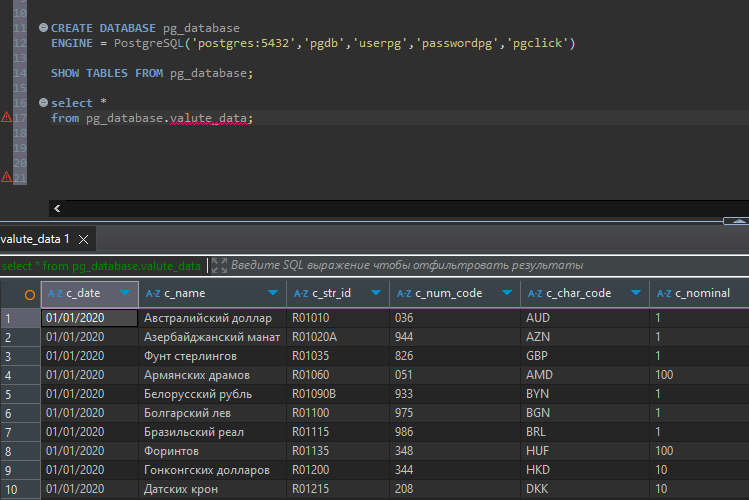 10
11 CREATE DATABASE pg_database
12 ENGINE = PostgreSQL('postgres:5432','pgdb','userpg','passwordpg','pgclick')
13
14 SHOW TABLES FROM pg_database;
15
16 select *
17 from pg_database.valute_data;
18
19
20
21
valute_data 1
select * from pg_database.valute_data Введите SQL выражение чтобы отфильтровать результаты
A-Z c_date A-Z c_name A-Z c_str_id A-Z c_num_code A-Z c_char_code A-Z c_nominal
1 01/01/2020 Австралийский доллар R01010 036 AUD 1
2 01/01/2020 Азербайджанский манат R01020A 944 AZN 1
3 01/01/2020 Фунт стерлингов R01035 826 GBP 1
4 01/01/2020 Армянских драмов R01060 051 AMD 100
5 01/01/2020 Белорусский рубль R01090B 933 BYN 1
6 01/01/2020 Болгарский лев R01100 975 BGN 1
7 01/01/2020 Бразильский реал R01115 986 BRL 1
8 01/01/2020 Форинтов R01135 348 HUF 100
9 01/01/2020 Гонконгских долларов R01200 344 HKD 10
10 01/01/2020 Датских крон R01215 208 DKK 10